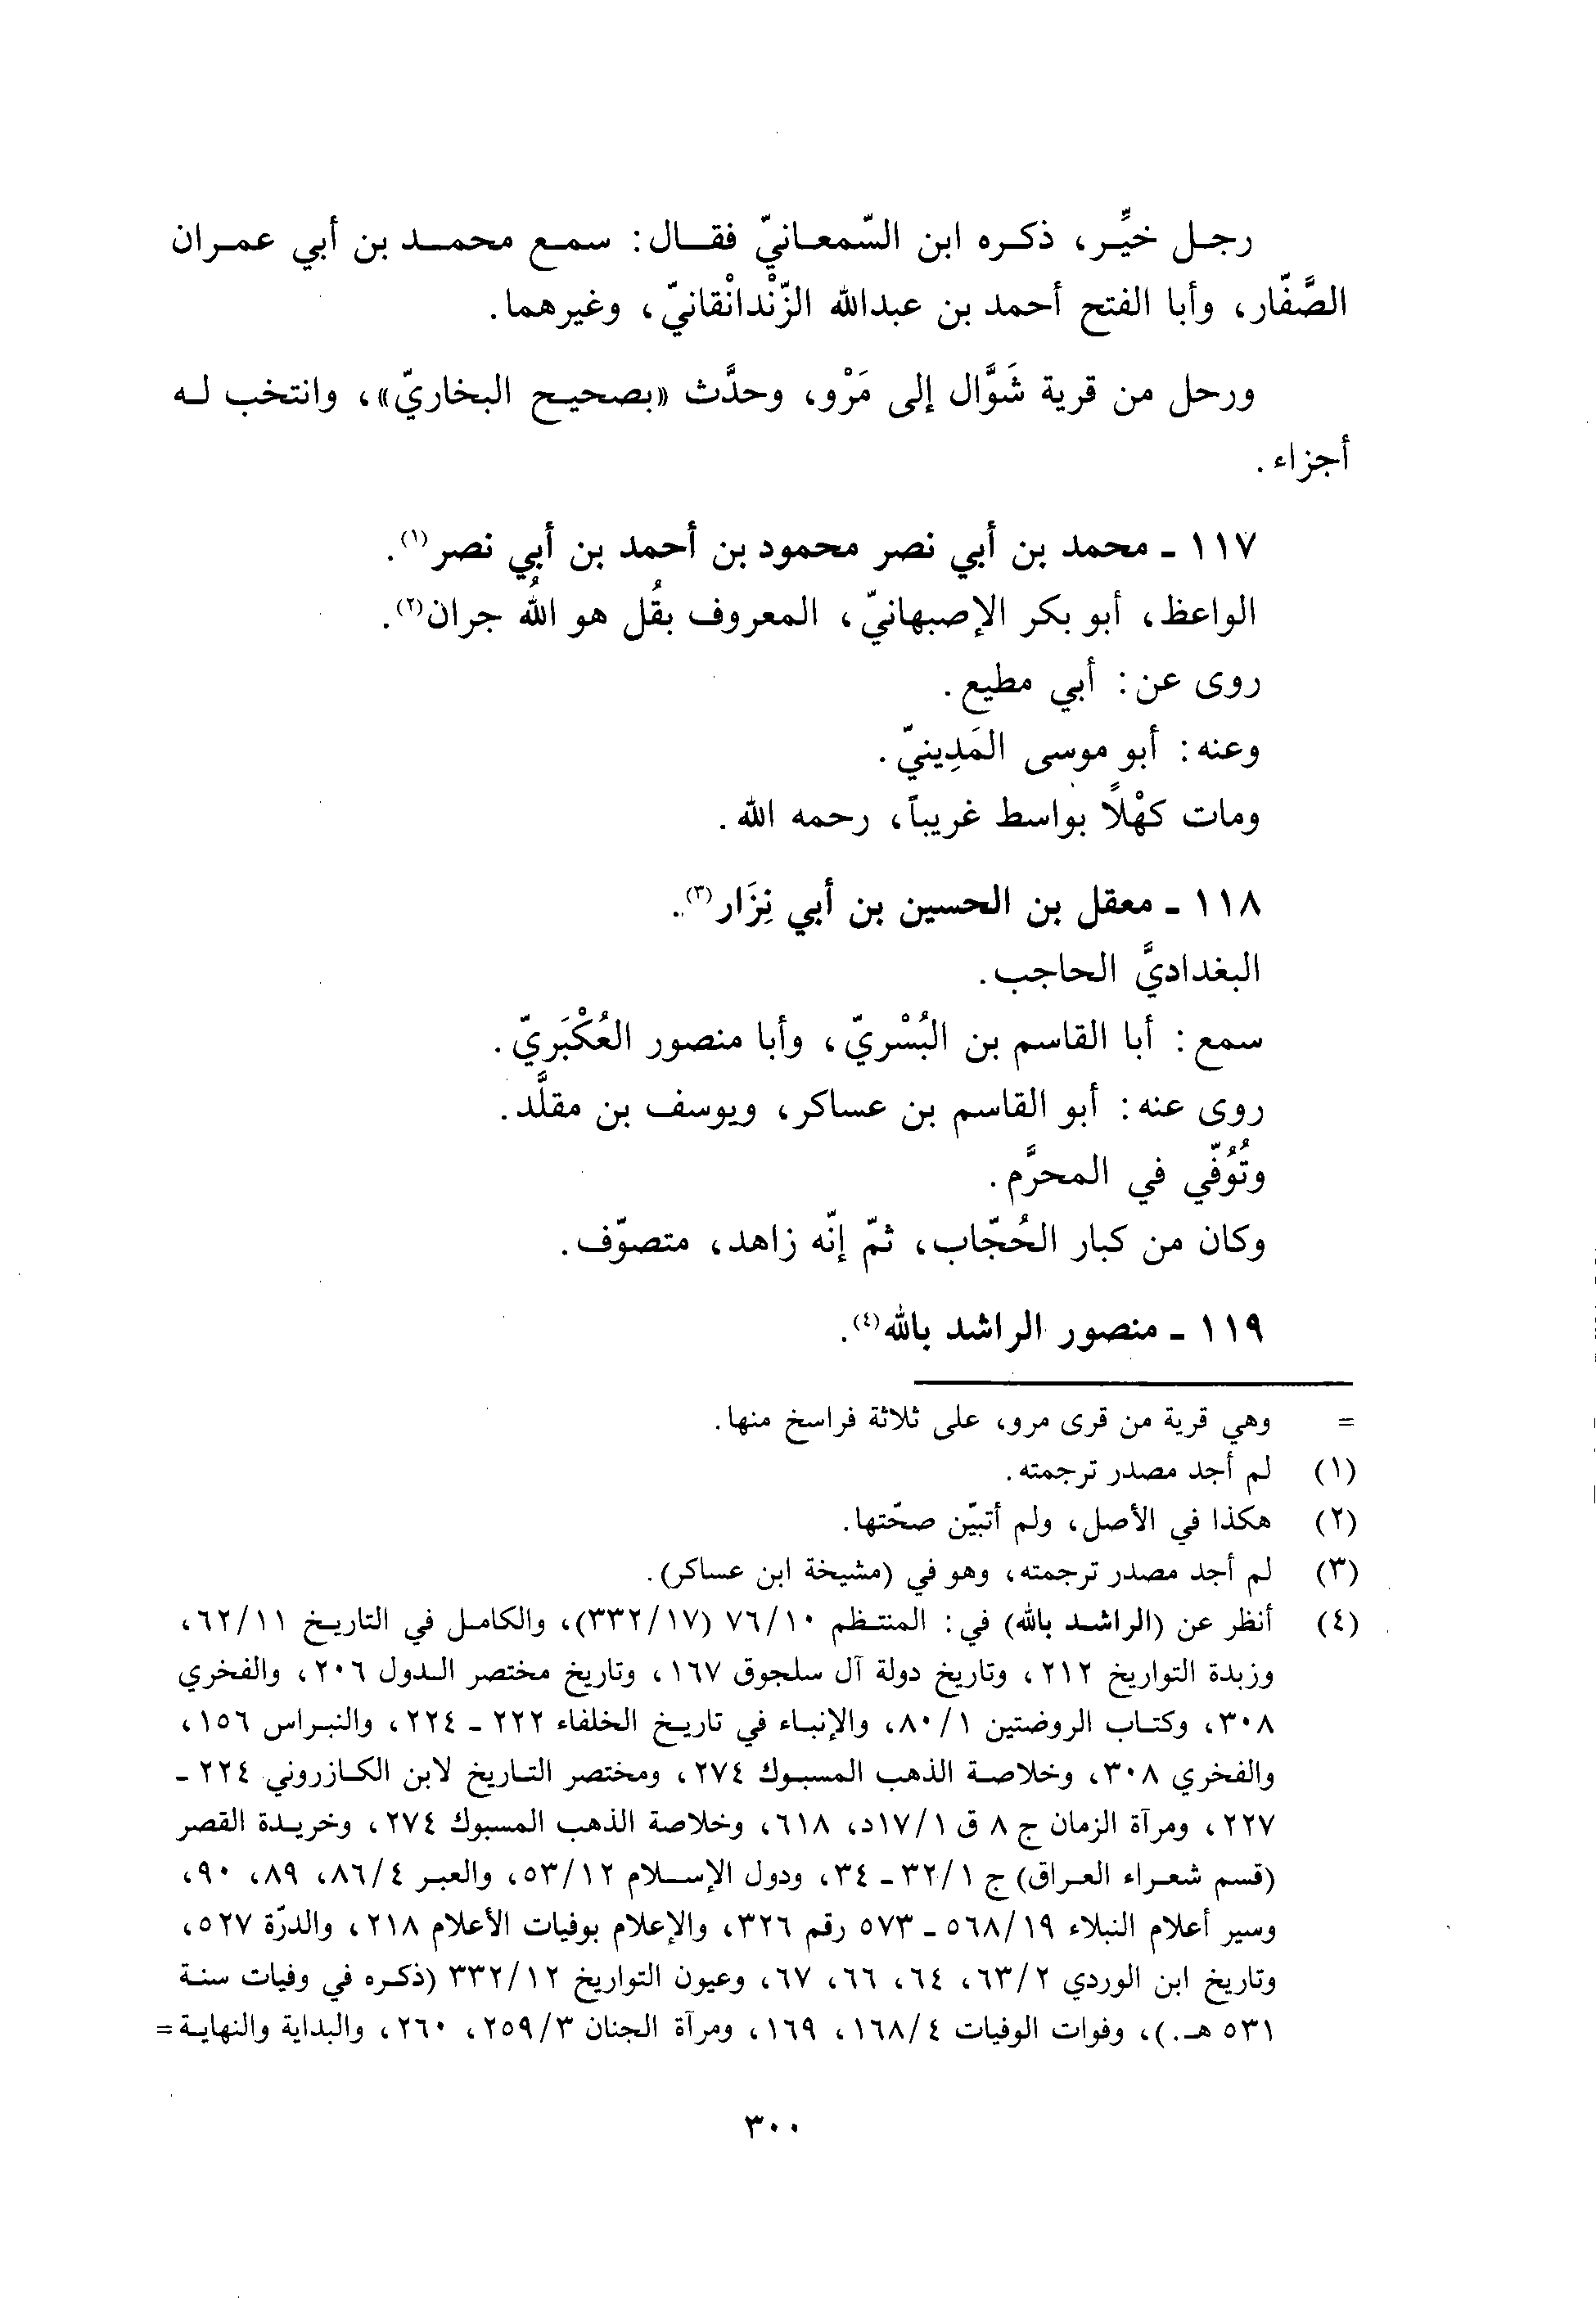 رجل خيِّر، ذكره ابن السّمعانيّ فقال: سمع محمد بن أبي عمران
الصَّفّار، وأبا الفتح أحمد بن عبدالله الزّنْدانْقانيّ، وغيرهما.
ورحل من قرية شَوَّال إلى مَرْو، وحدَّث «بصحيح البخاريّ»، وانتخب له
أجزاء.
١١٧ ـ محمد بن أبي نصر محمود بن أحمد بن أبي نصر(١).
الواعظ، أبو بكر الإصبهانيّ، المعروف بقُل هو اللهُ جران(٢).
روى عن: أبي مطيع.
وعنه: أبو موسى المَدِينيّ.
ومات كهْلاً بواسط غريباً، رحمه الله.
١١٨ ـ معقل بن الحسين بن أبي نِزَار(٣).
البغداديَّ الحاجب.
سمع: أبا القاسم بن البُسْريّ، وأبا منصور العُكْبَريّ.
روى عنه: أبو القاسم بن عساكر، ويوسف بن مقلَّد.
وتُوُفّي في المحرَّم.
وكان من كبار الحُجّاب، ثمّ إنّه زاهد، متصوّف.
١١٩ ـ منصور الراشد بالله(٤).
= وهي قرية من قرى مرو، على ثلاثة فراسخ منها.
(١) لم أجد مصدر ترجمته.
(٢) هكذا في الأصل، ولم أتبيّن صحّتها.
(٣) لم أجد مصدر ترجمته، وهو في (مشيخة ابن عساكر).
(٤) أنظر عن (الراشد بالله) في: المنتظم ٧٦/١٠ (٣٣٢/١٧)، والكامل في التاريخ ٦٢/١١،
وزبدة التواريخ ٢١٢، وتاريخ دولة آل سلجوق ١٦٧، وتاريخ مختصر الدول ٢٠٦، والفخري
٣٠٨، وكتاب الروضتين ٨٠/١، والإنباء في تاريخ الخلفاء ٢٢٢ ـ ٢٢٤، والنبراس ١٥٦،
والفخري ٣٠٨، وخلاصة الذهب المسبوك ٢٧٤، ومختصر التاريخ لابن الكازروني ٢٢٤ ـ
٢٢٧، ومرآة الزمان ج ٨ ق ١٧/١د، ٦١٨، وخلاصة الذهب المسبوك ٢٧٤، وخريدة القصر
(قسم شعراء العراق) ج ٣٢/١ ـ ٣٤، ودول الإسلام ٥٣/١٢، والعبر ٨٦/٤، ٨٩، ٩٠،
وسير أعلام النبلاء ٥٦٨/١٩ ـ ٥٧٣ رقم ٣٢٦، والإعلام بوفيات الأعلام ٢١٨، والدرّة ٥٢٧،
وتاريخ ابن الوردي ٦٣/٢، ٦٤، ٦٦، ٦٧، وعيون التواريخ ٣٣٢/١٢ (ذكره في وفيات سنة
٥٣١ هـ.)، وفوات الوفيات ١٦٨/٤، ١٦٩، ومرآة الجنان ٢٥٩/٣، ٢٦٠، والبداية والنهاية =
٣٠٠